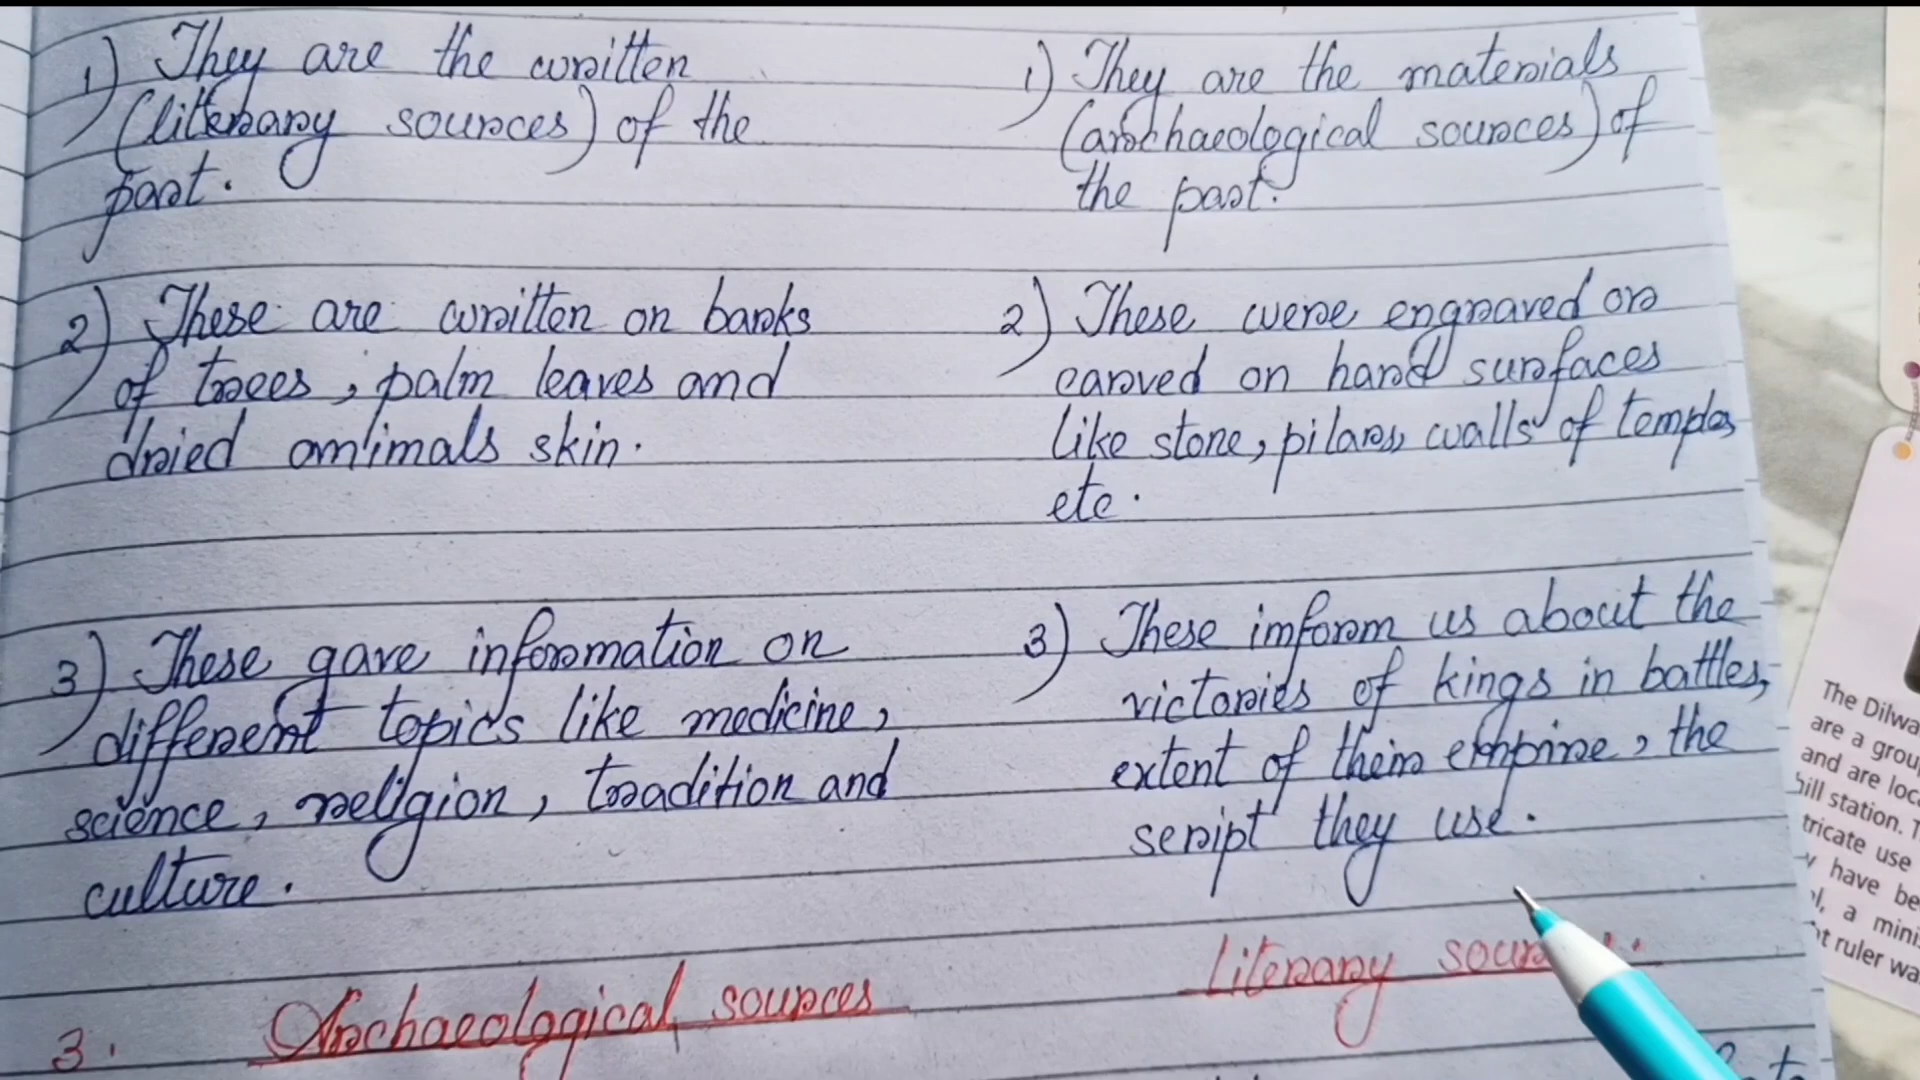 1) They are the written
(literary sources) of the
past.
2) These are written on barks
of trees, palm leaves and
dried animals skin.
3) These gave information on
different topics like medicine,
science, religion, tradition and
culture.
1) They are the materials
(archaeological sources) of
the past.
2) These were engraved or
carved on hard surfaces
like stone, pilars, walls of temples
etc.
3) These imform us about the
victories of kings in battles,
extent of their empire, the
script they use.
3. Archaeological sources
Literary
The Dilwa
are a group
and are loc
hill station. T
tricate use
y have be
l, a mini
t ruler wa